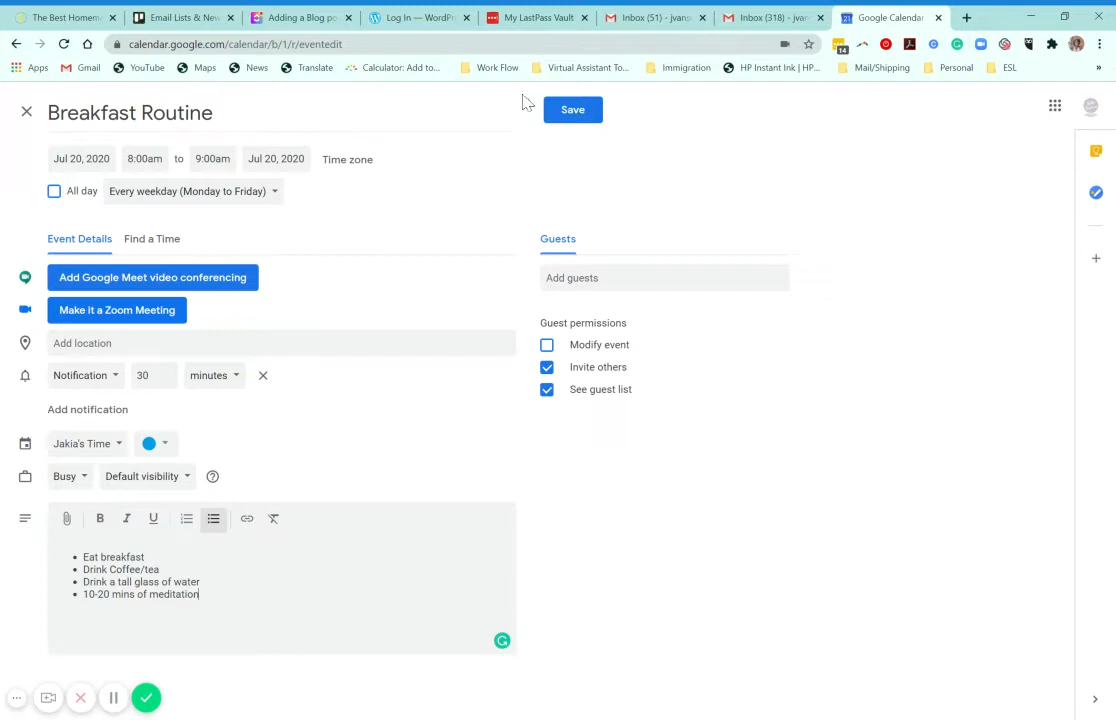 The Best Homema
Email Lists & New
Adding a Blog po
Log In — WordPr
My LastPass Vault
Inbox (51) - jvans
Inbox (318) - jvan
Google Calendar
calendar.google.com/calendar/b/1/r/eventedit
14
Apps
Gmail
YouTube
Maps
News
Translate
Calculator: Add to...
Work Flow
Virtual Assistant To...
Immigration
HP Instant Ink | HP...
Mail/Shipping
Personal
ESL
»
Breakfast Routine
Save
Jul 20, 2020
8:00am
to
9:00am
Jul 20, 2020
Time zone
All day
Every weekday (Monday to Friday)
Event Details
Find a Time
Guests
Add Google Meet video conferencing
Add guests
Make it a Zoom Meeting
Guest permissions
Add location
Modify event
Invite others
Notification
30
minutes
See guest list
Add notification
Jakia's Time
Busy
Default visibility
B I U
• Eat breakfast
• Drink Coffee/tea
• Drink a tall glass of water
• 10-20 mins of meditation